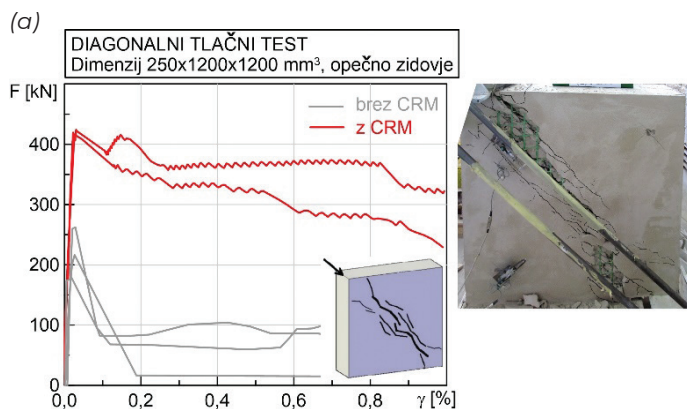 (a)
DIAGONALNI TLAČNI TEST
Dimenzij 250x1200x1200 mm³, opečno zidovje
F [kN]
brez CRM
z CRM
400
300
200
100
0
0,0
0,2
0,4
0,6
0,8
γ [%]